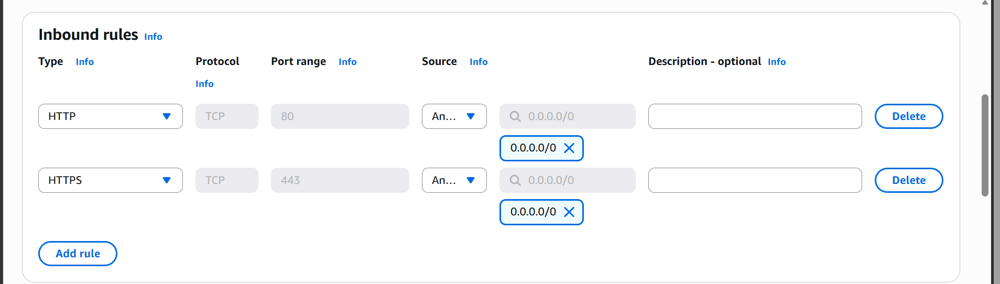 Inbound rules Info
Type Info Protocol Info Port range Info Source Info Description - optional Info
HTTP TCP 80 An... 0.0.0.0/0 Delete
0.0.0.0/0
HTTPS TCP 443 An... 0.0.0.0/0 Delete
0.0.0.0/0
Add rule